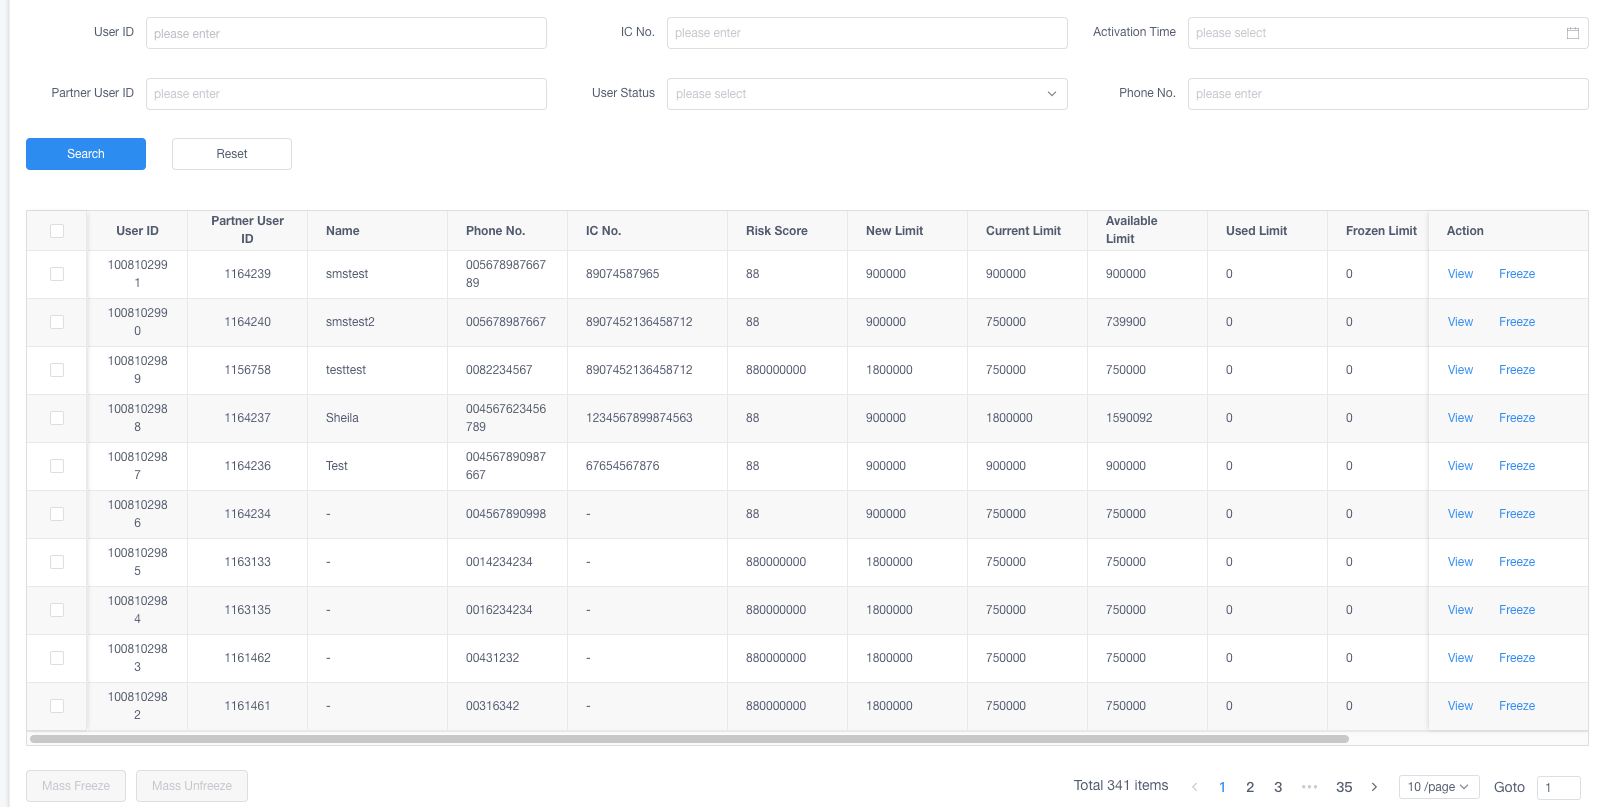 User ID please enter IC No. please enter Activation Time please select
Partner User ID please enter User Status please select Phone No. please enter
Search Reset
User ID Partner User ID Name Phone No. IC No. Risk Score New Limit Current Limit Available Limit Used Limit Frozen Limit Action
1008102991 1164239 smstest 00567898766789 89074587965 88 900000 900000 900000 0 0 View Freeze
1008102990 1164240 smstest2 005678987667 8907452136458712 88 900000 750000 739900 0 0 View Freeze
1008102989 1156758 testtest 0082234567 8907452136458712 880000000 1800000 750000 750000 0 0 View Freeze
1008102988 1164237 Sheila 004567623456789 1234567899874563 88 900000 1800000 1590092 0 0 View Freeze
1008102987 1164236 Test 004567890987667 67654567876 88 900000 900000 900000 0 0 View Freeze
1008102986 1164234 - 004567890998 - 88 900000 750000 750000 0 0 View Freeze
1008102985 1163133 - 0014234234 - 880000000 1800000 750000 750000 0 0 View Freeze
1008102984 1163135 - 0016234234 - 880000000 1800000 750000 750000 0 0 View Freeze
1008102983 1161462 - 00431232 - 880000000 1800000 750000 750000 0 0 View Freeze
1008102982 1161461 - 00316342 - 880000000 1800000 750000 750000 0 0 View Freeze
Mass Freeze Mass Unfreeze Total 341 items < 1 2 3 ••• 35 > 10 /page Goto 1